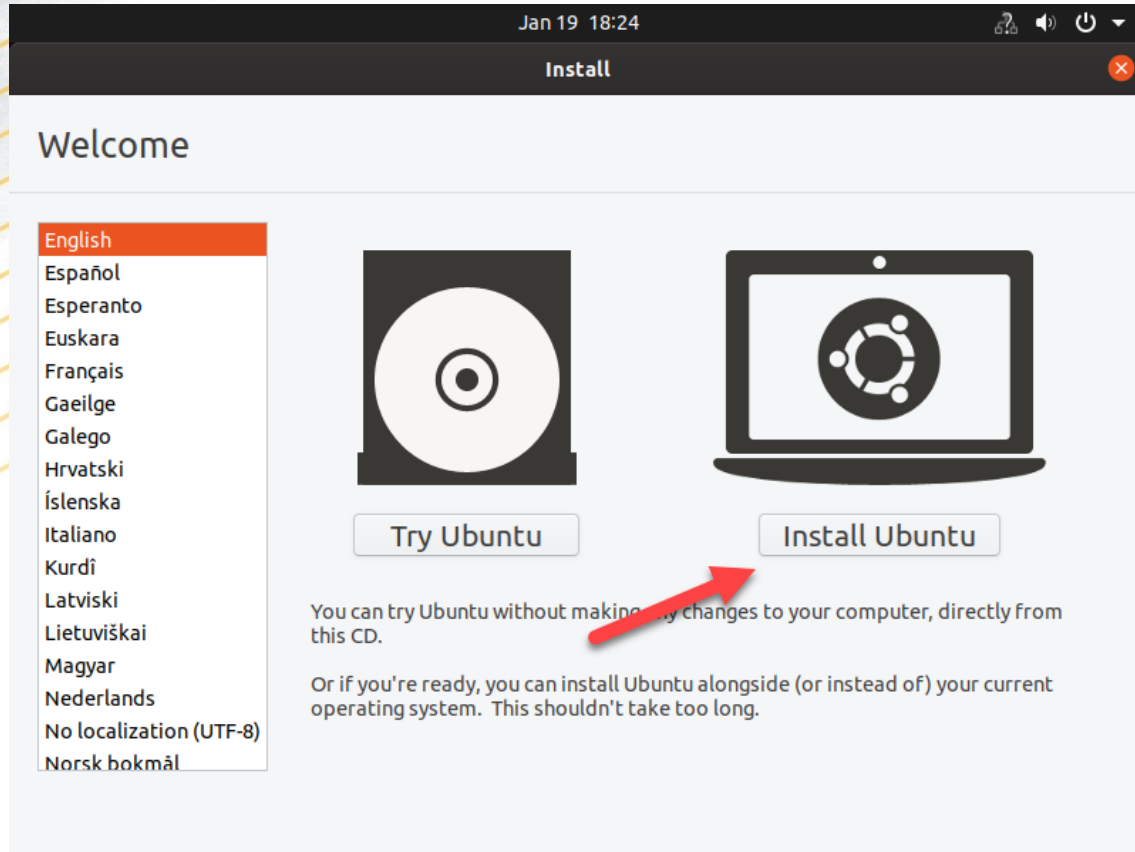 Jan 19 18:24
Install
Welcome
English
Español
Esperanto
Euskara
Français
Gaeilge
Galego
Hrvatski
Íslenska
Italiano
Kurdî
Latviski
Lietuviškai
Magyar
Nederlands
No localization (UTF-8)
Norsk bokmål
Try Ubuntu
Install Ubuntu
You can try Ubuntu without making changes to your computer, directly from
this CD.
Or if you're ready, you can install Ubuntu alongside (or instead of) your current
operating system. This shouldn't take too long.